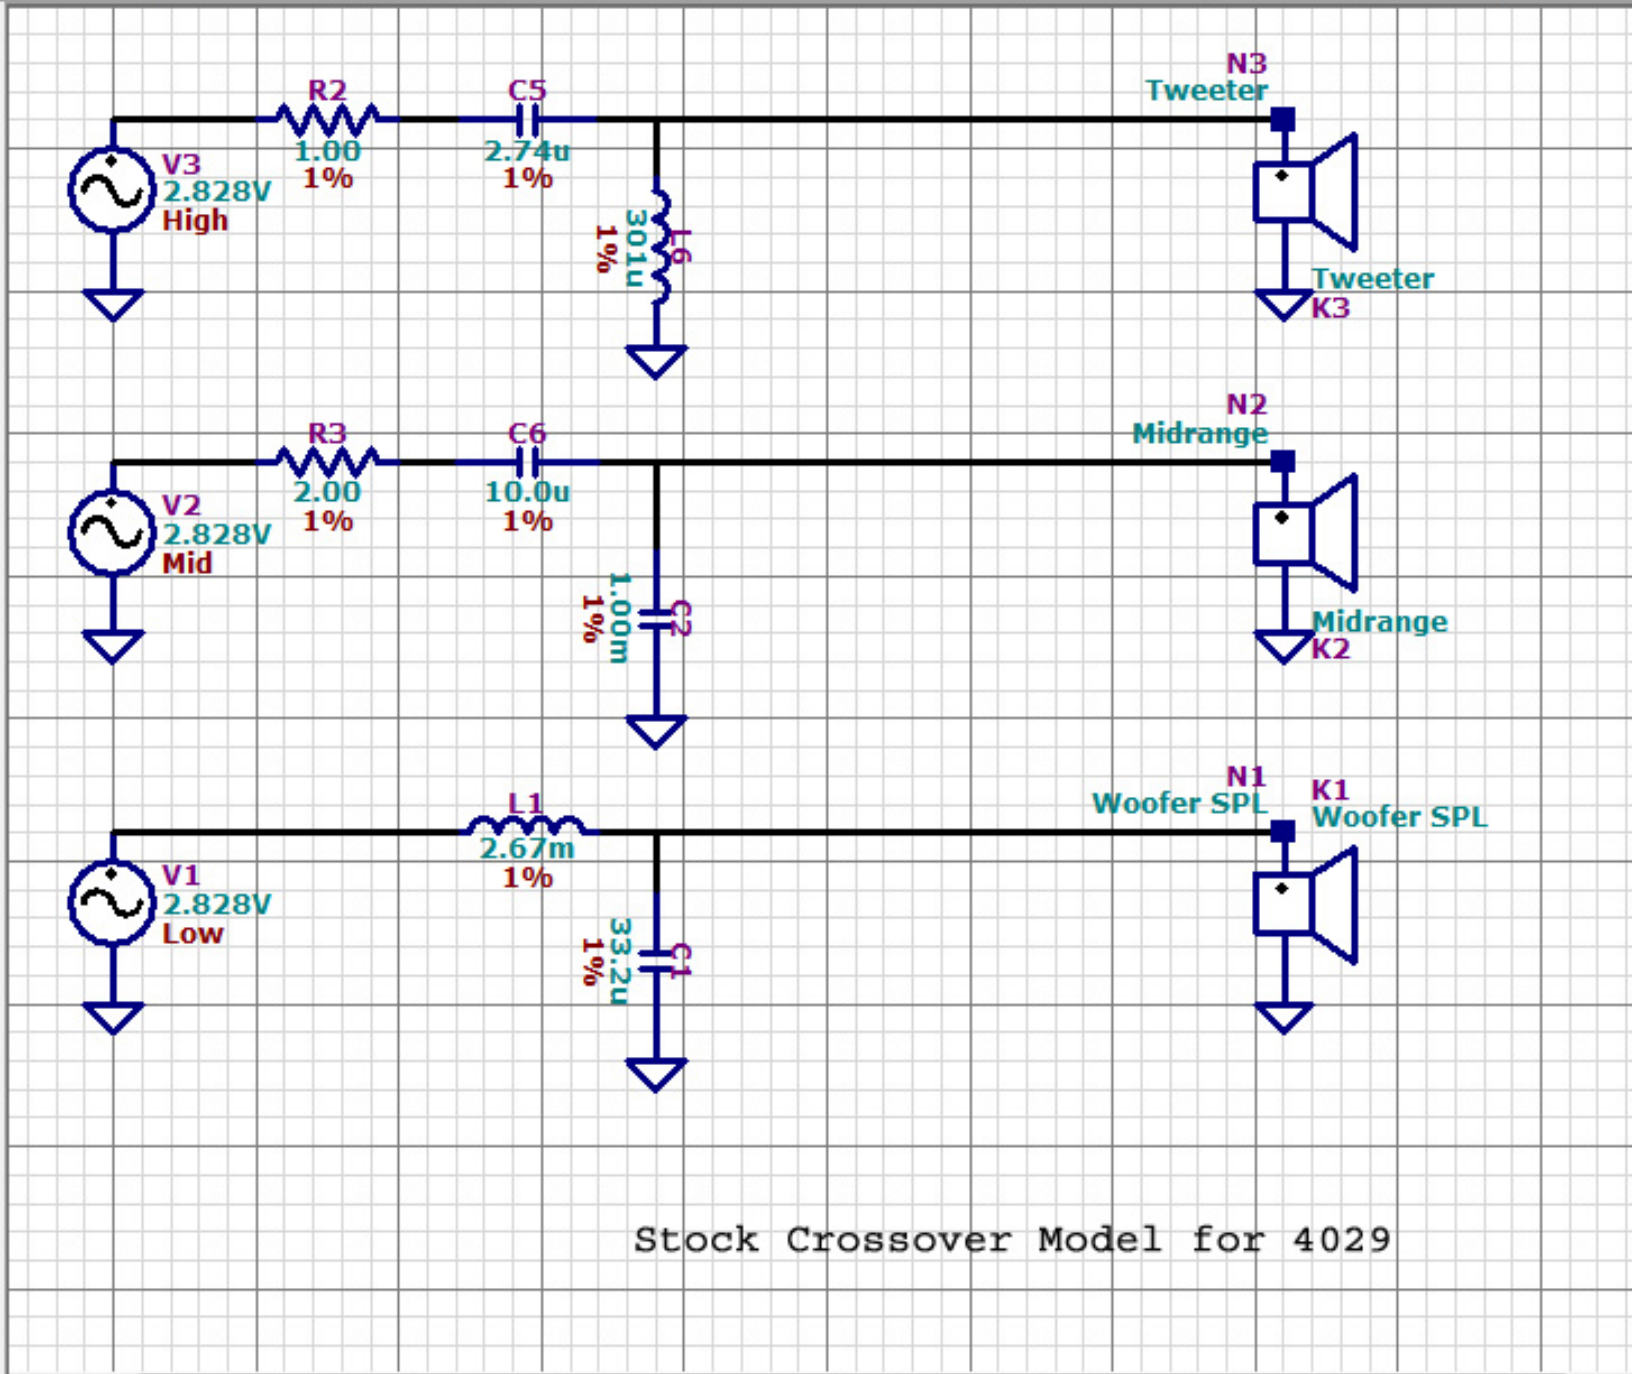 N3
Tweeter
R2
C5
1.00
1%
2.74u
1%
V3
2.828V
High
L6
301u
1%
Tweeter
K3
N2
Midrange
R3
C6
2.00
1%
10.0u
1%
V2
2.828V
Mid
C2
1.00m
1%
Midrange
K2
N1
Woofer SPL
K1
Woofer SPL
L1
2.67m
1%
V1
2.828V
Low
C1
33.2u
1%
Stock Crossover Model for 4029